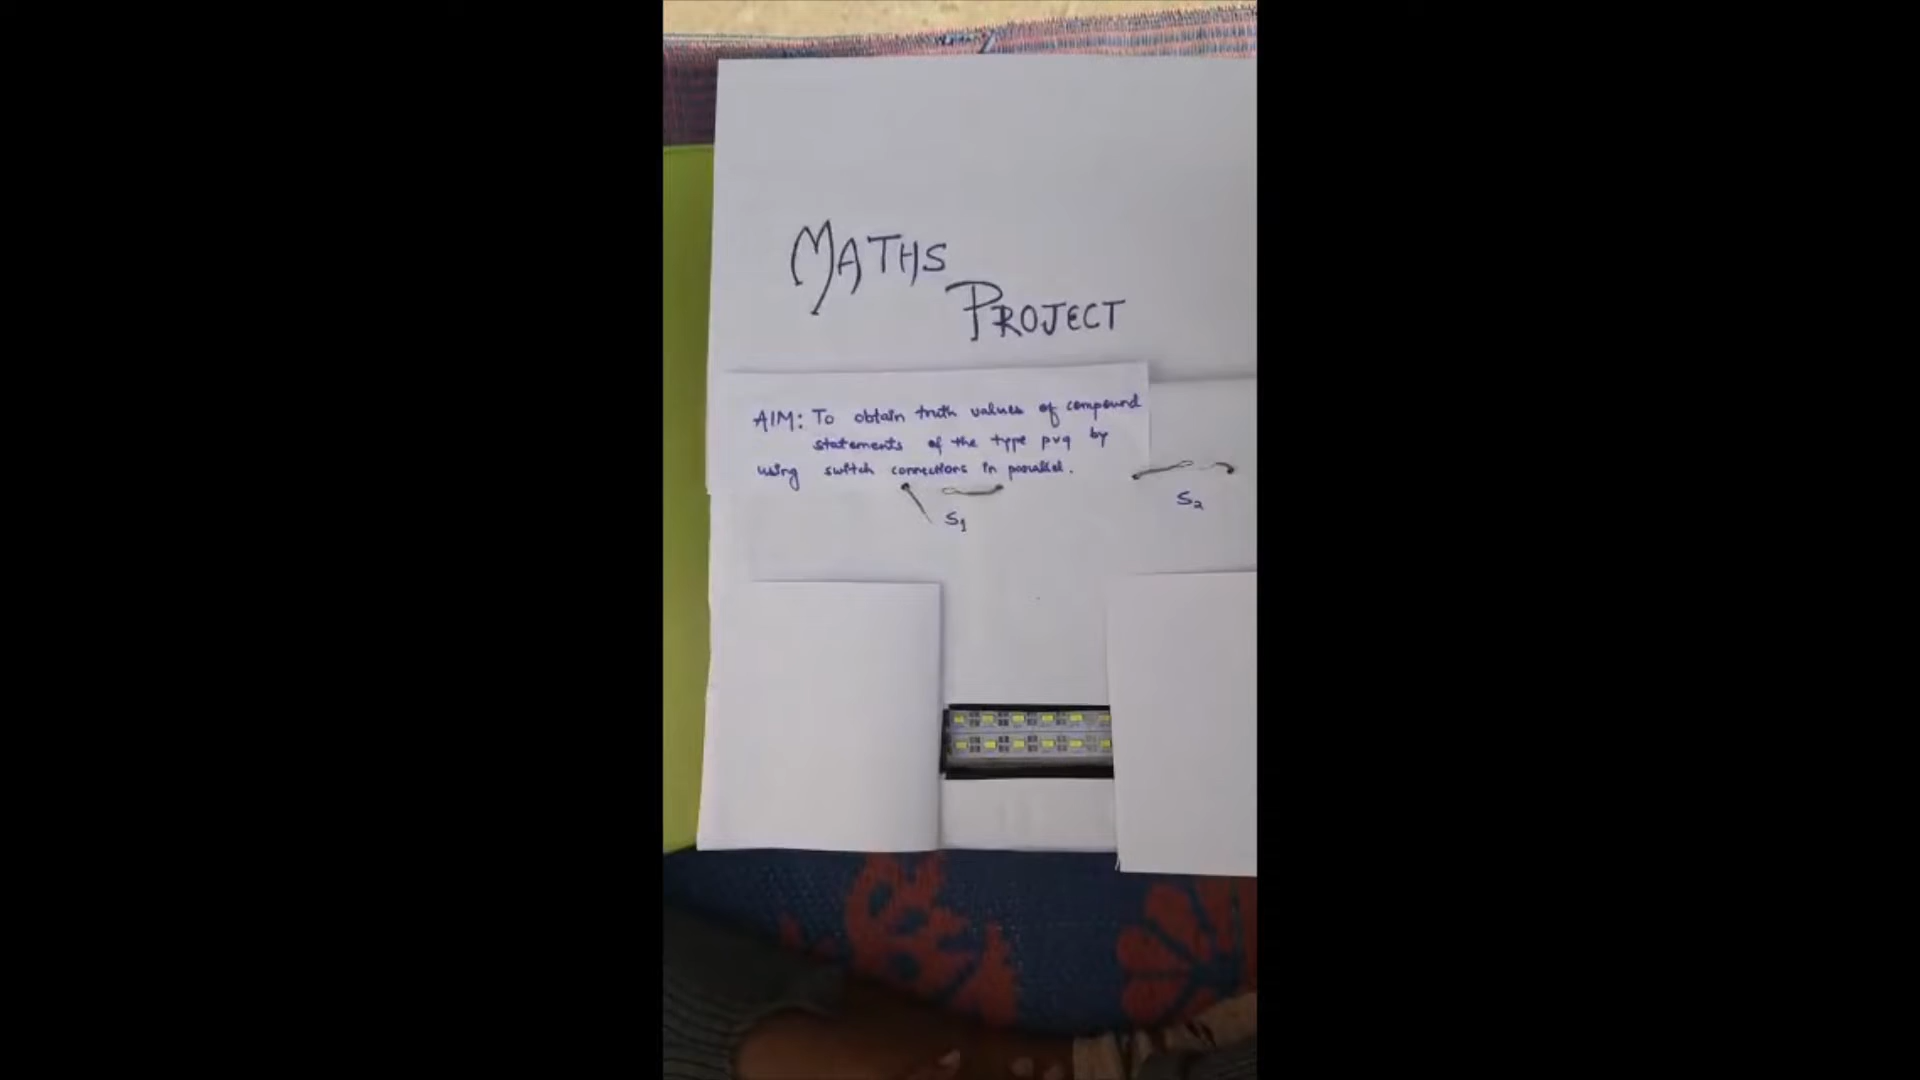 MATHS
PROJECT
AIM: To obtain truth values of compound
statements of the type pvq by
using switch connections in parallel.
S₁
S₂